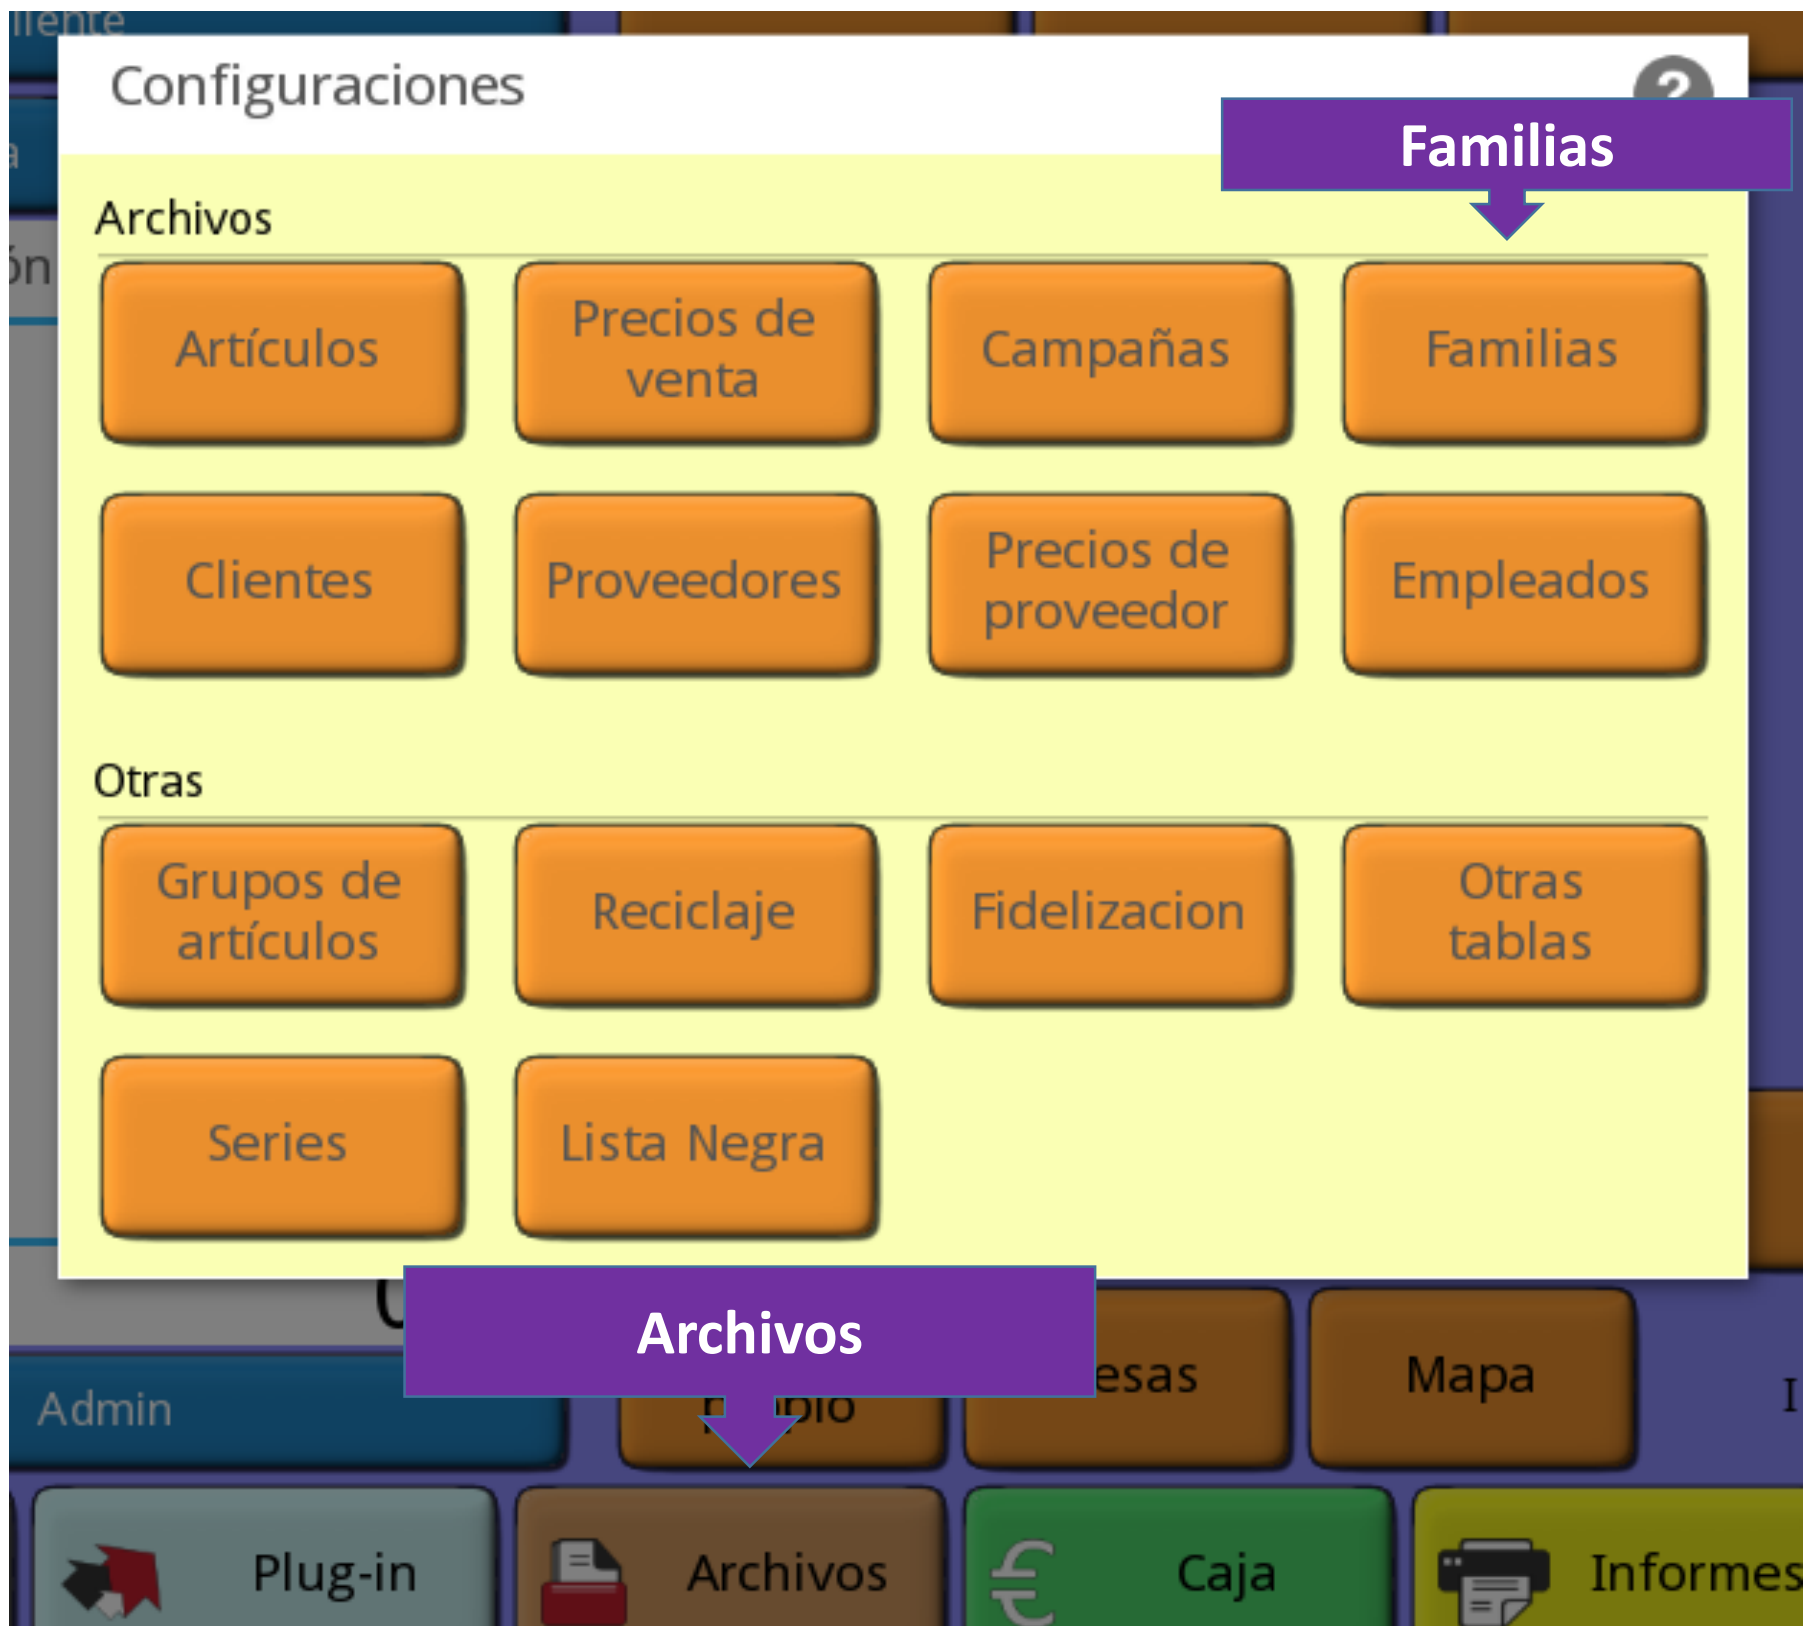 Configuraciones
?
Familias
Archivos
Artículos
Precios de
venta
Campañas
Familias
Clientes
Proveedores
Precios de
proveedor
Empleados
Otras
Grupos de
artículos
Reciclaje
Fidelizacion
Otras
tablas
Series
Lista Negra
Archivos
Admin
esas
Mapa
Plug-in
Archivos
Caja
Informes